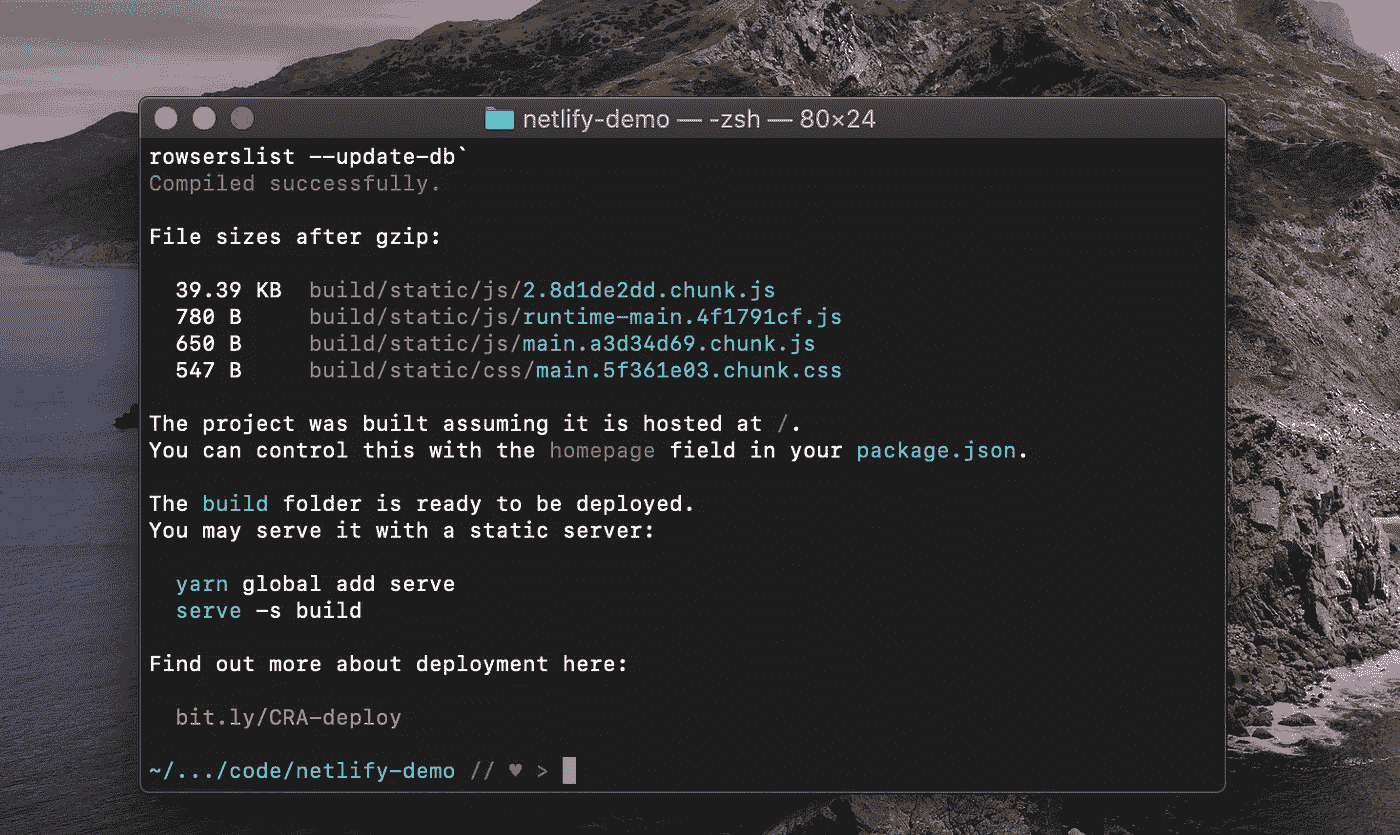 netlify-demo — -zsh — 80×24
rowserslist --update-db`
Compiled successfully.
File sizes after gzip:
39.39 KB build/static/js/2.8d1de2dd.chunk.js
780 B build/static/js/runtime-main.4f1791cf.js
650 B build/static/js/main.a3d34d69.chunk.js
547 B build/static/css/main.5f361e03.chunk.css
The project was built assuming it is hosted at /.
You can control this with the homepage field in your package.json.
The build folder is ready to be deployed.
You may serve it with a static server:
yarn global add serve
serve -s build
Find out more about deployment here:
bit.ly/CRA-deploy
~/.../code/netlify-demo // ♥ >